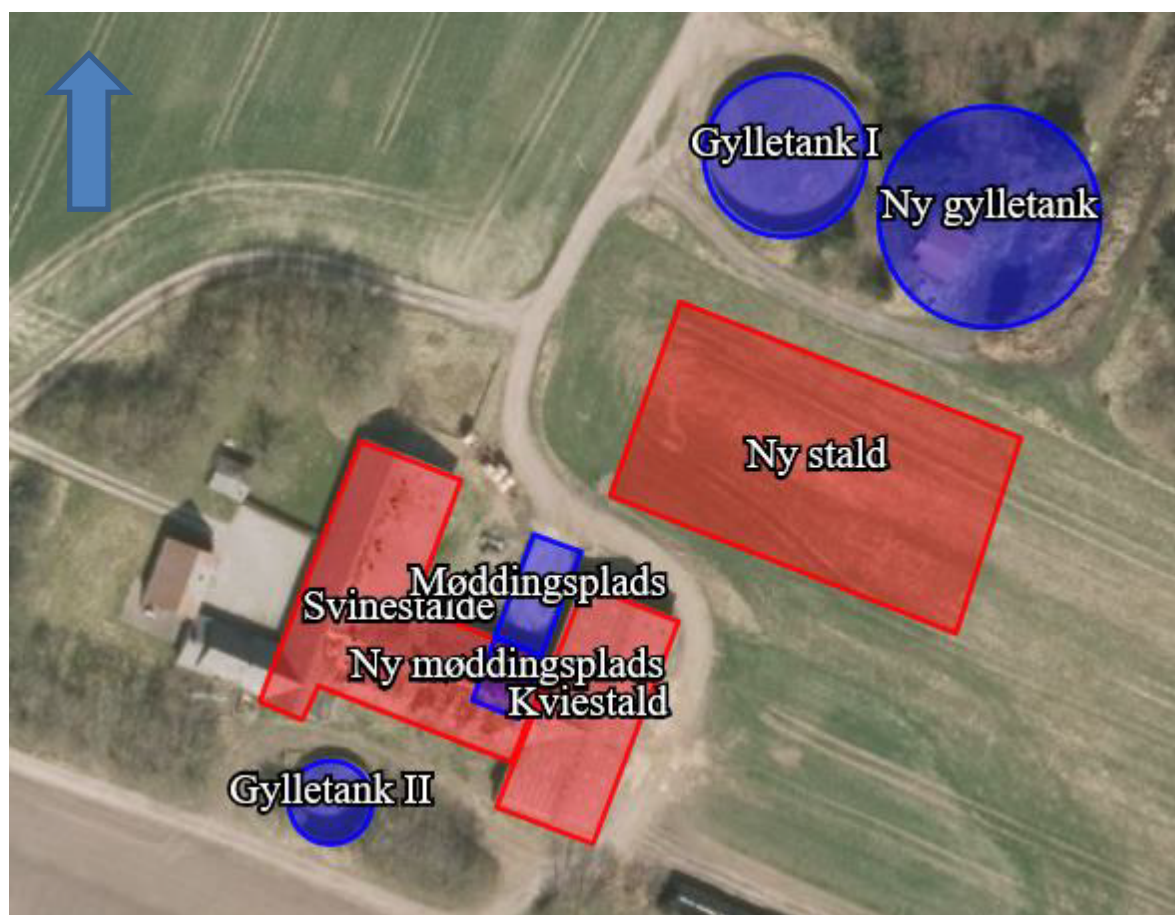 Gylletank I
Ny gylletank
Ny stald
Møddingsplads
Svinestalde
Ny møddingsplads
Kviestald
Gylletank II